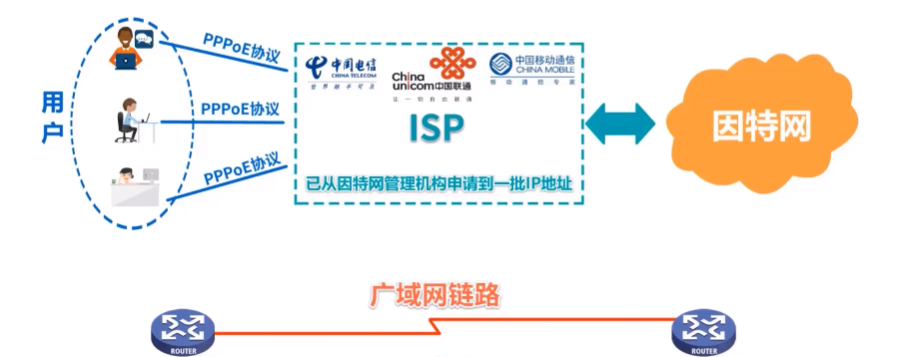 用户
PPPoE协议
PPPoE协议
PPPoE协议
中国电信
CHINA TELECOM
世界触手可及
China
unicom中国联通
让一切自由联通
中国移动通信
CHINA MOBILE
移动通信专家
ISP
已从因特网管理机构申请到一批IP地址
因特网
广域网链路
ROUTER
ROUTER